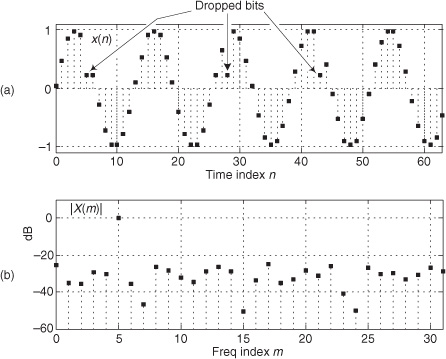 Dropped bits
1
x(n)
(a)
0
−1
0 10 20 30 40 50 60
Time index n
|X(m)|
0
dB
−20
(b)
−40
−60
0 5 10 15 20 25 30
Freq index m